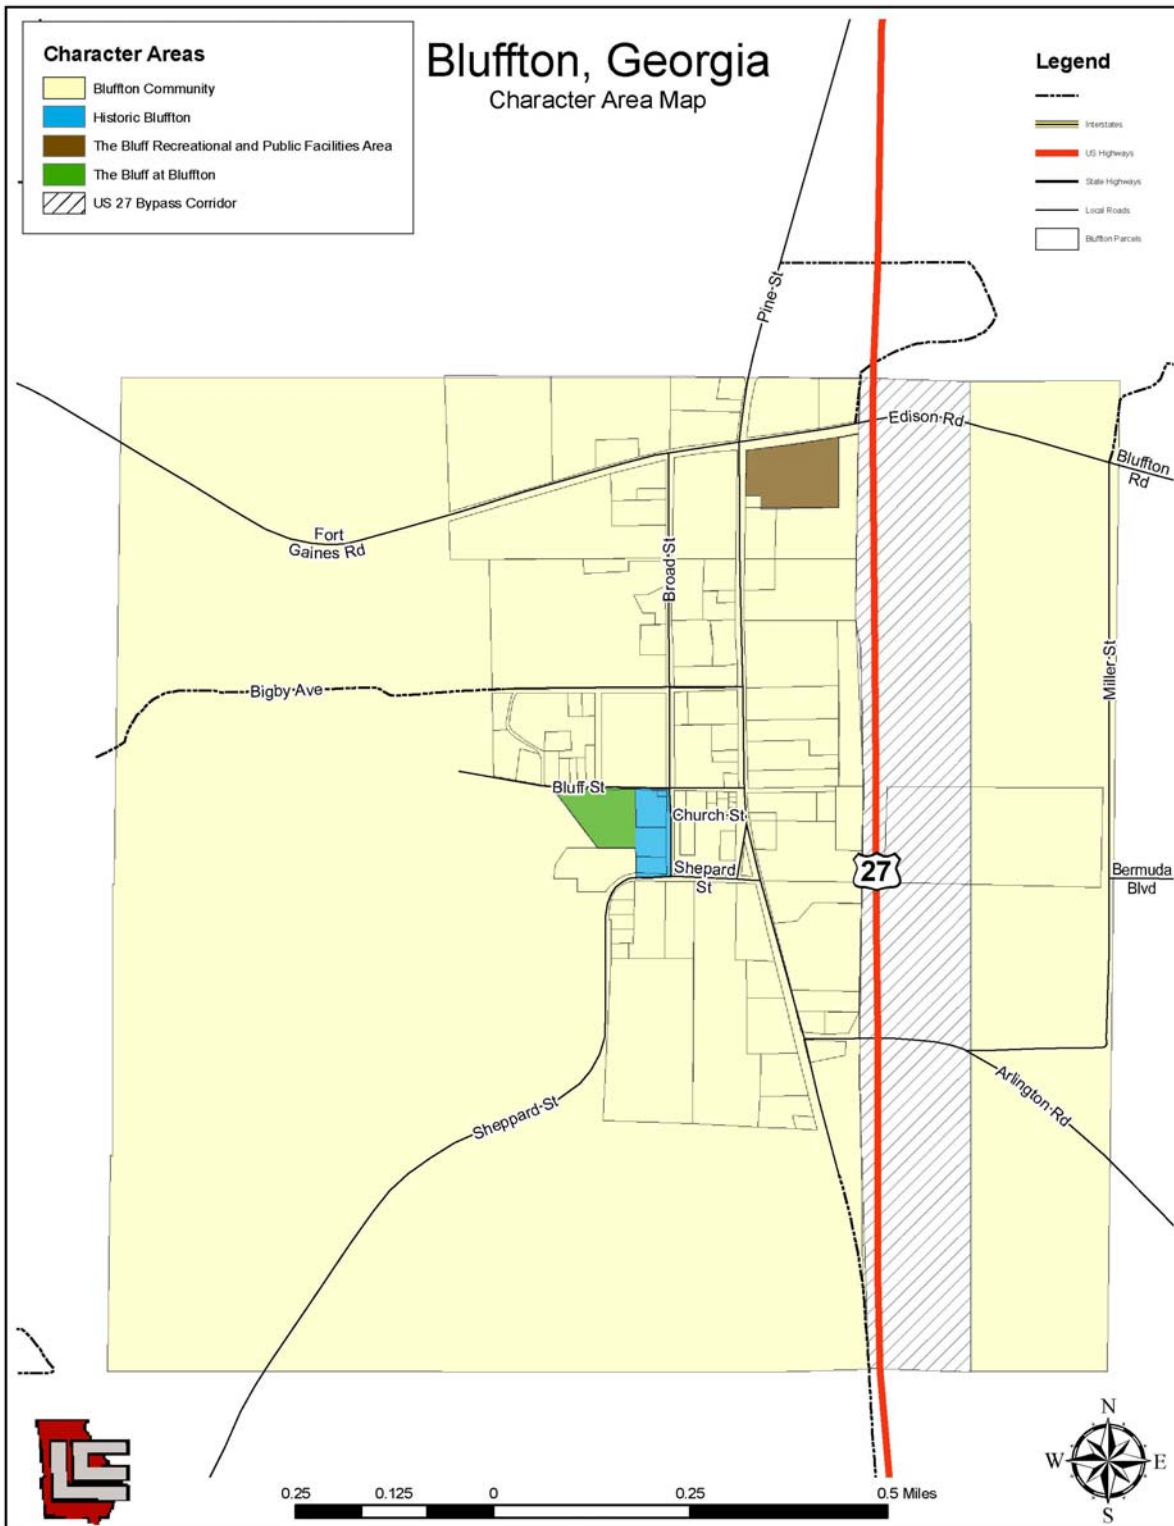 Bluffton, Georgia
Character Area Map
Character Areas
Bluffton Community
Historic Bluffton
The Bluff Recreational and Public Facilities Area
The Bluff at Bluffton
US 27 Bypass Corridor
Legend
Interstates
US Highways
State Highways
Local Roads
Bluffton Parcels
Pine St
Edison Rd
Bluffton
Rd
Fort
Gaines Rd
Broad St
Miller St
Bigby Ave
Bluff St
Church St
Shepard
St
27
Bermuda
Blvd
Arlington Rd
Sheppard St
N
W
E
S
0.25
0.125
0
0.25
0.5 Miles